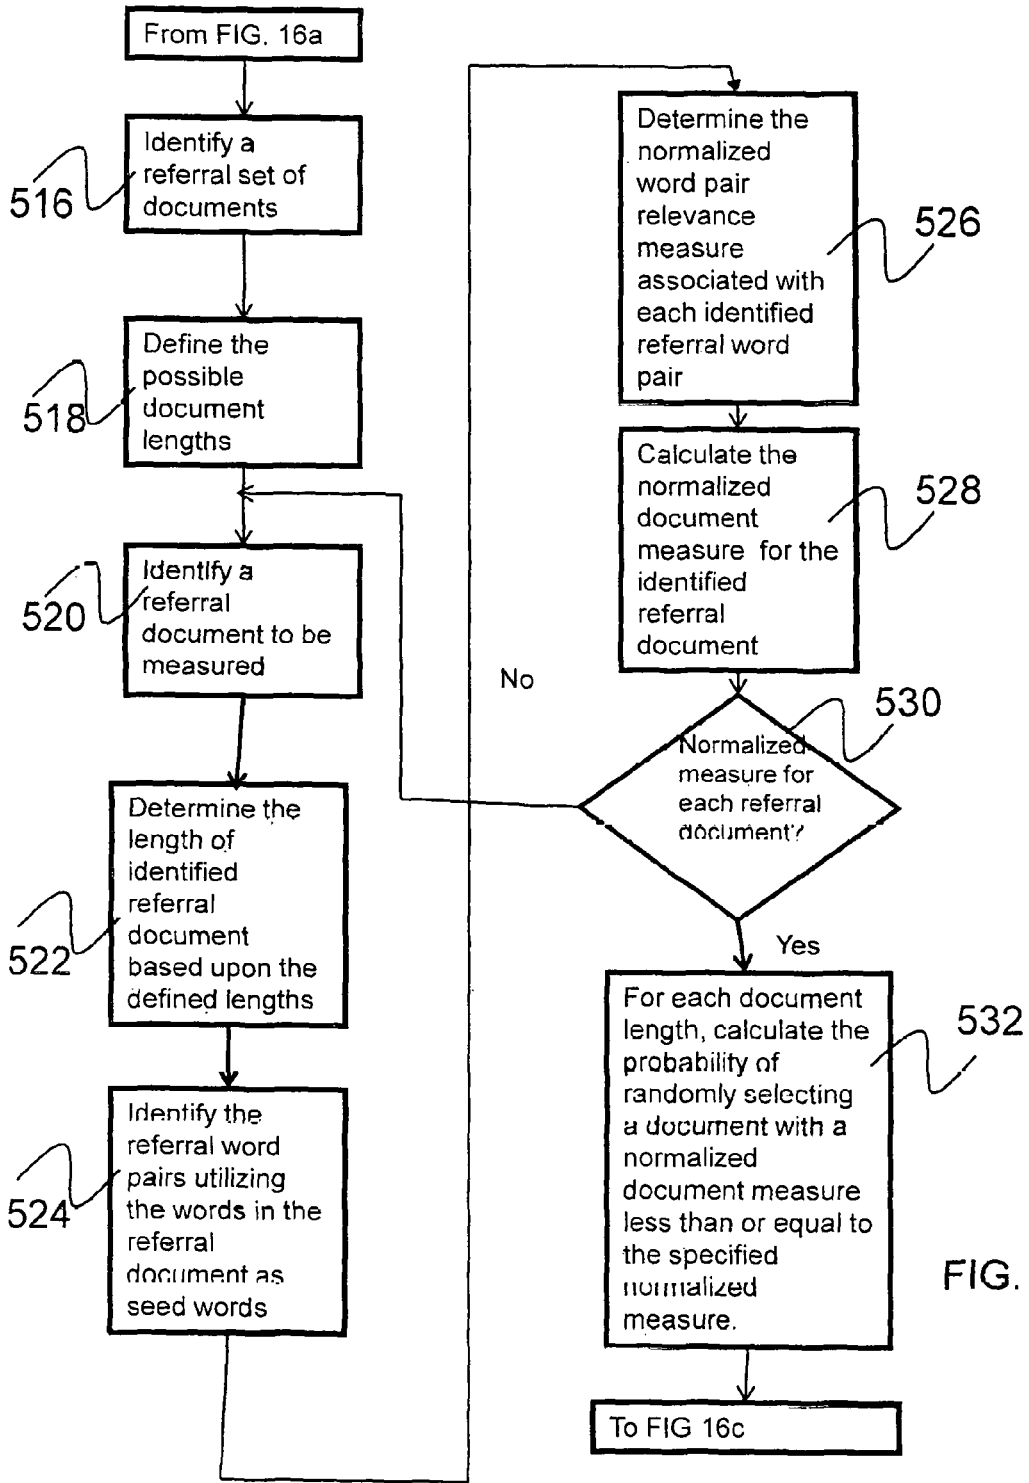 From FIG. 16a
Identify a
referral set of
documents
516
Define the
possible
document
lengths
518
Identify a
referral
document to be
measured
520
Determine the
length of
identified
referral
document
based upon the
defined lengths
522
Identify the
referral word
pairs utilizing
the words in the
referral
document as
seed words
524
Determine the
normalized
word pair
relevance
measure
associated with
each identified
referral word
pair
526
Calculate the
normalized
document
measure for the
identified
referral
document
528
No
Normalized
measure for
each referral
document?
530
Yes
For each document
length, calculate the
probability of
randomly selecting
a document with a
normalized
document measure
less than or equal to
the specified
normalized
measure.
532
FIG.
To FIG 16c